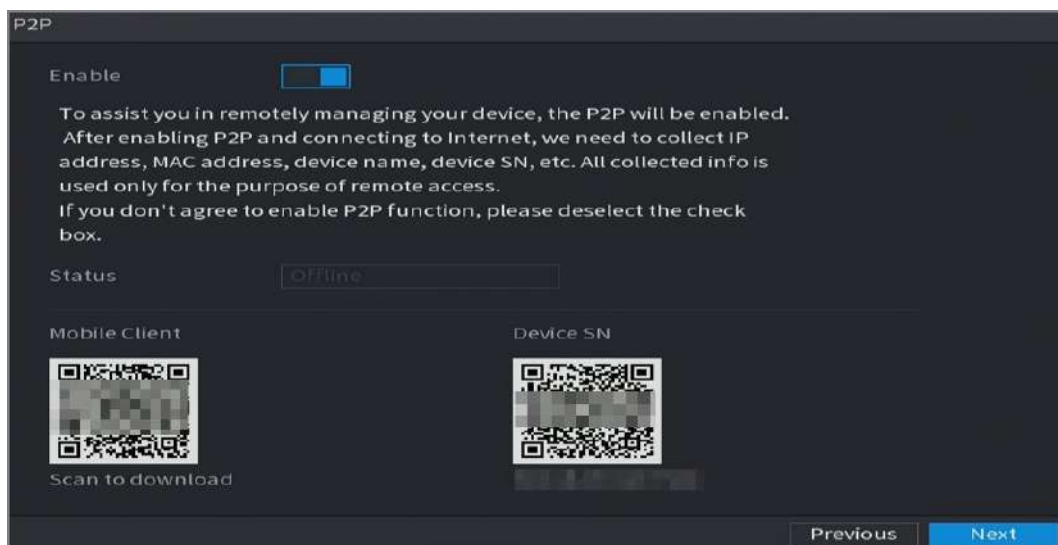 P2P
Enable
To assist you in remotely managing your device, the P2P will be enabled.
After enabling P2P and connecting to Internet, we need to collect IP
address, MAC address, device name, device SN, etc. All collected info is
used only for the purpose of remote access.
If you don't agree to enable P2P function, please deselect the check
box.
Status
Offline
Mobile Client
Device SN
Scan to download
Previous
Next